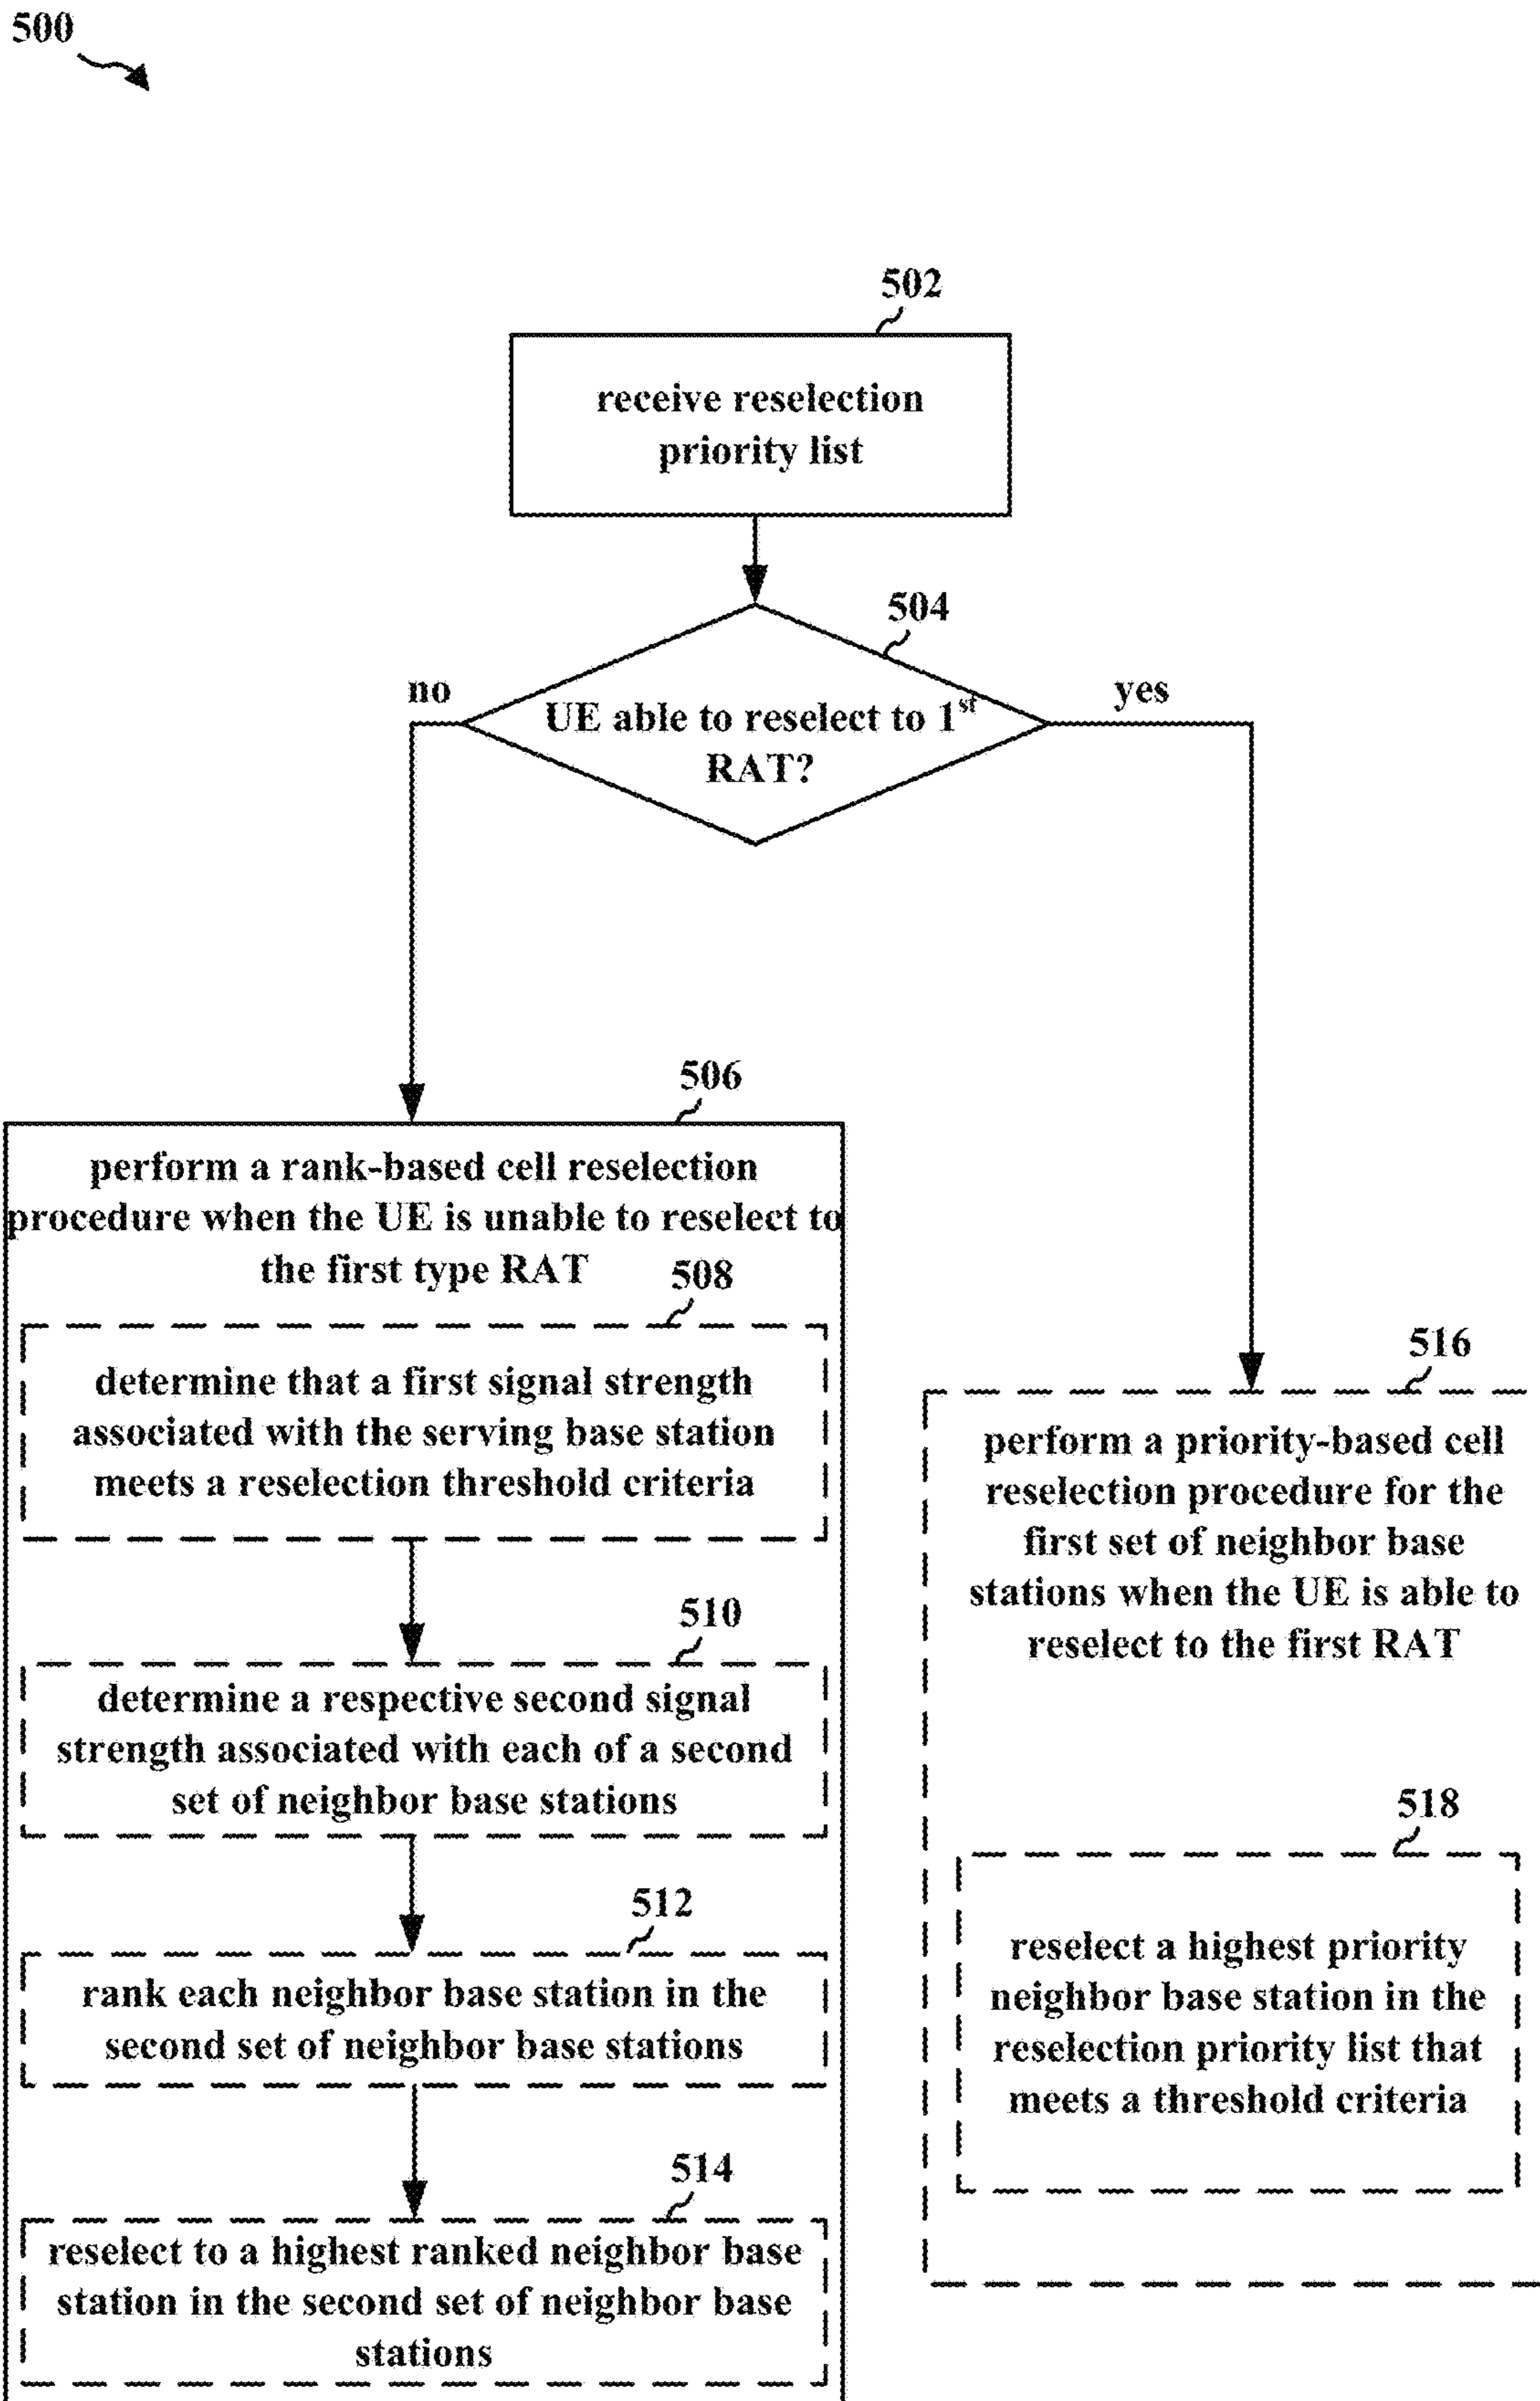 500
502
receive reselection
priority list
504
no
yes
UE able to reselect to 1st
RAT?
506
perform a rank-based cell reselection
procedure when the UE is unable to reselect to
the first type RAT
508
determine that a first signal strength
associated with the serving base station
meets a reselection threshold criteria
510
determine a respective second signal
strength associated with each of a second
set of neighbor base stations
512
rank each neighbor base station in the
second set of neighbor base stations
514
reselect to a highest ranked neighbor base
station in the second set of neighbor base
stations
516
perform a priority-based cell
reselection procedure for the
first set of neighbor base
stations when the UE is able to
reselect to the first RAT
518
reselect a highest priority
neighbor base station in the
reselection priority list that
meets a threshold criteria